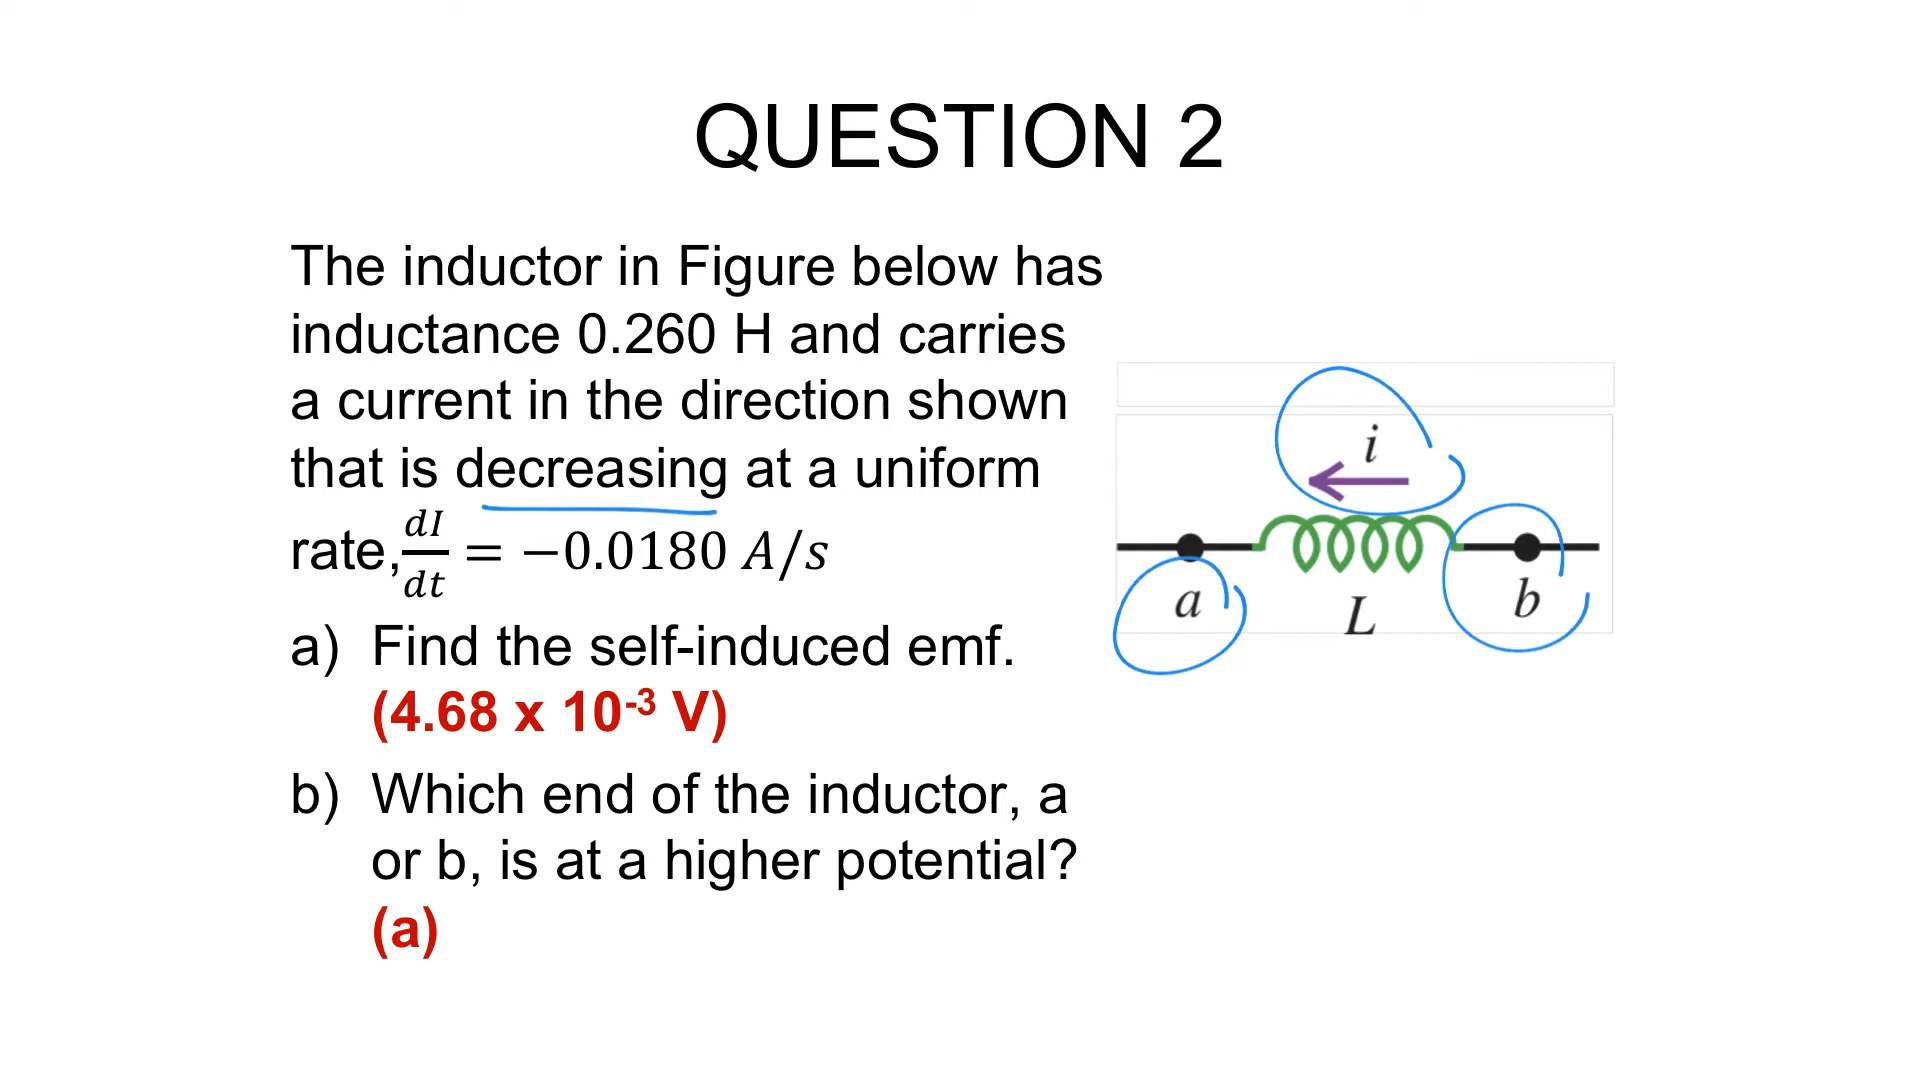 QUESTION 2
The inductor in Figure below has
inductance 0.260 H and carries
a current in the direction shown
that is decreasing at a uniform
rate, dI/dt = −0.0180 A/s
a) Find the self-induced emf.
(4.68 x 10⁻³ V)
b) Which end of the inductor, a
or b, is at a higher potential?
(a)
i
a
L
b